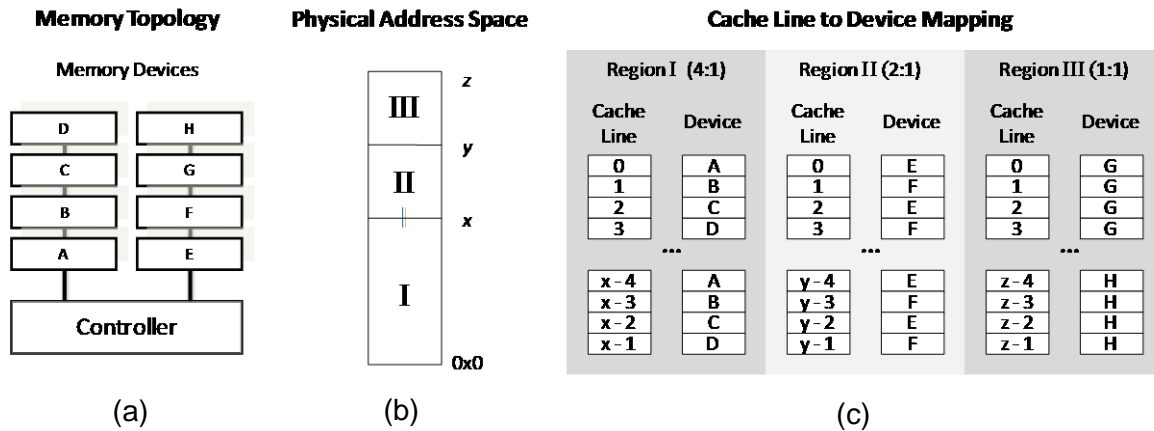 Memory Topology
Memory Devices
D H
C G
B F
A E
Controller
(a)
Physical Address Space
z
III
y
II
x
I
0x0
(b)
Cache Line to Device Mapping
Region I (4:1) Region II (2:1) Region III (1:1)
Cache Line Device Cache Line Device Cache Line Device
0 A 0 E 0 G
1 B 1 F 1 G
2 C 2 E 2 G
3 D 3 F 3 G
... ... ...
x - 4 A y - 4 E z - 4 H
x - 3 B y - 3 F z - 3 H
x - 2 C y - 2 E z - 2 H
x - 1 D y - 1 F z - 1 H
(c)